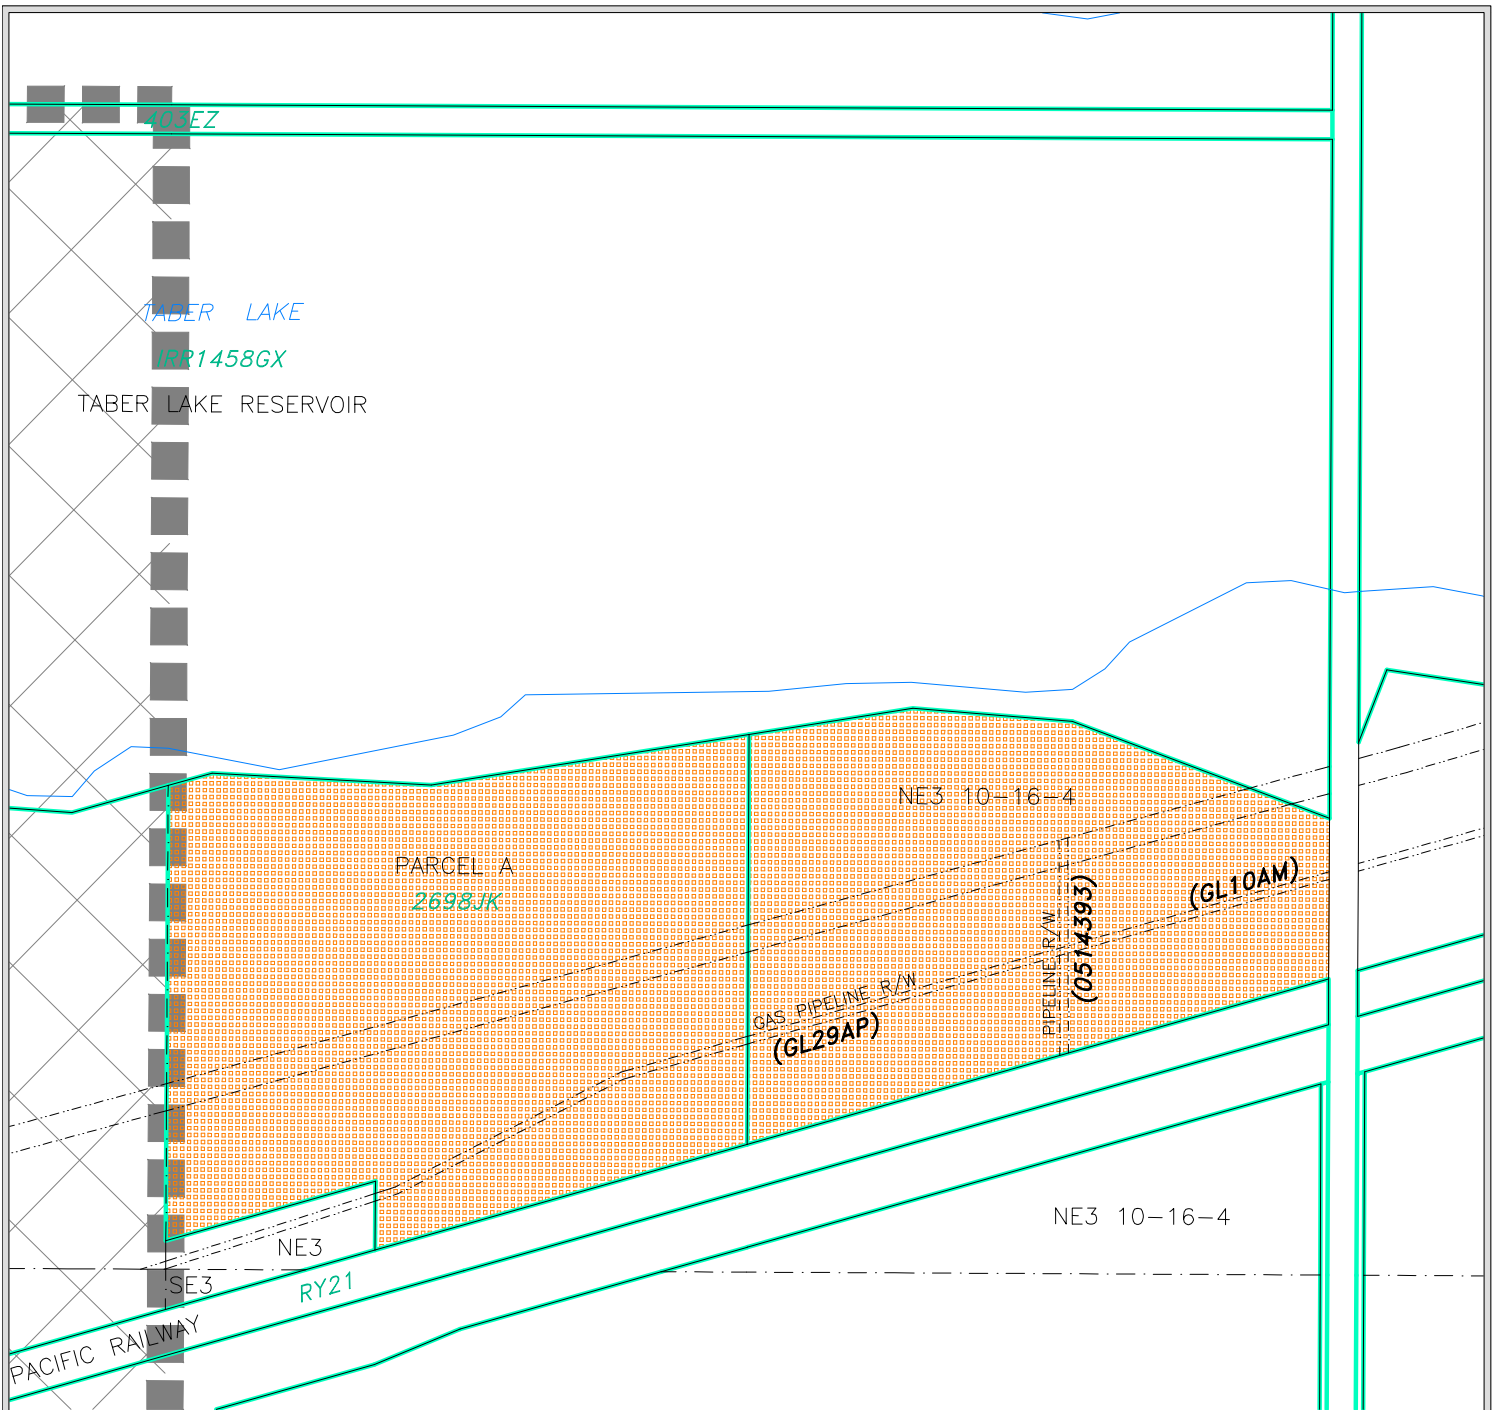 403EZ
TABER LAKE
IRR1458GX
TABER LAKE RESERVOIR
NE3 10-16-4
PARCEL A
2698JK
(GL10AM)
PIPELINE R/W
(0514393)
GAS PIPELINE R/W
(GL29AP)
NE3 10-16-4
NE3
SE3
RY21
PACIFIC RAILWAY